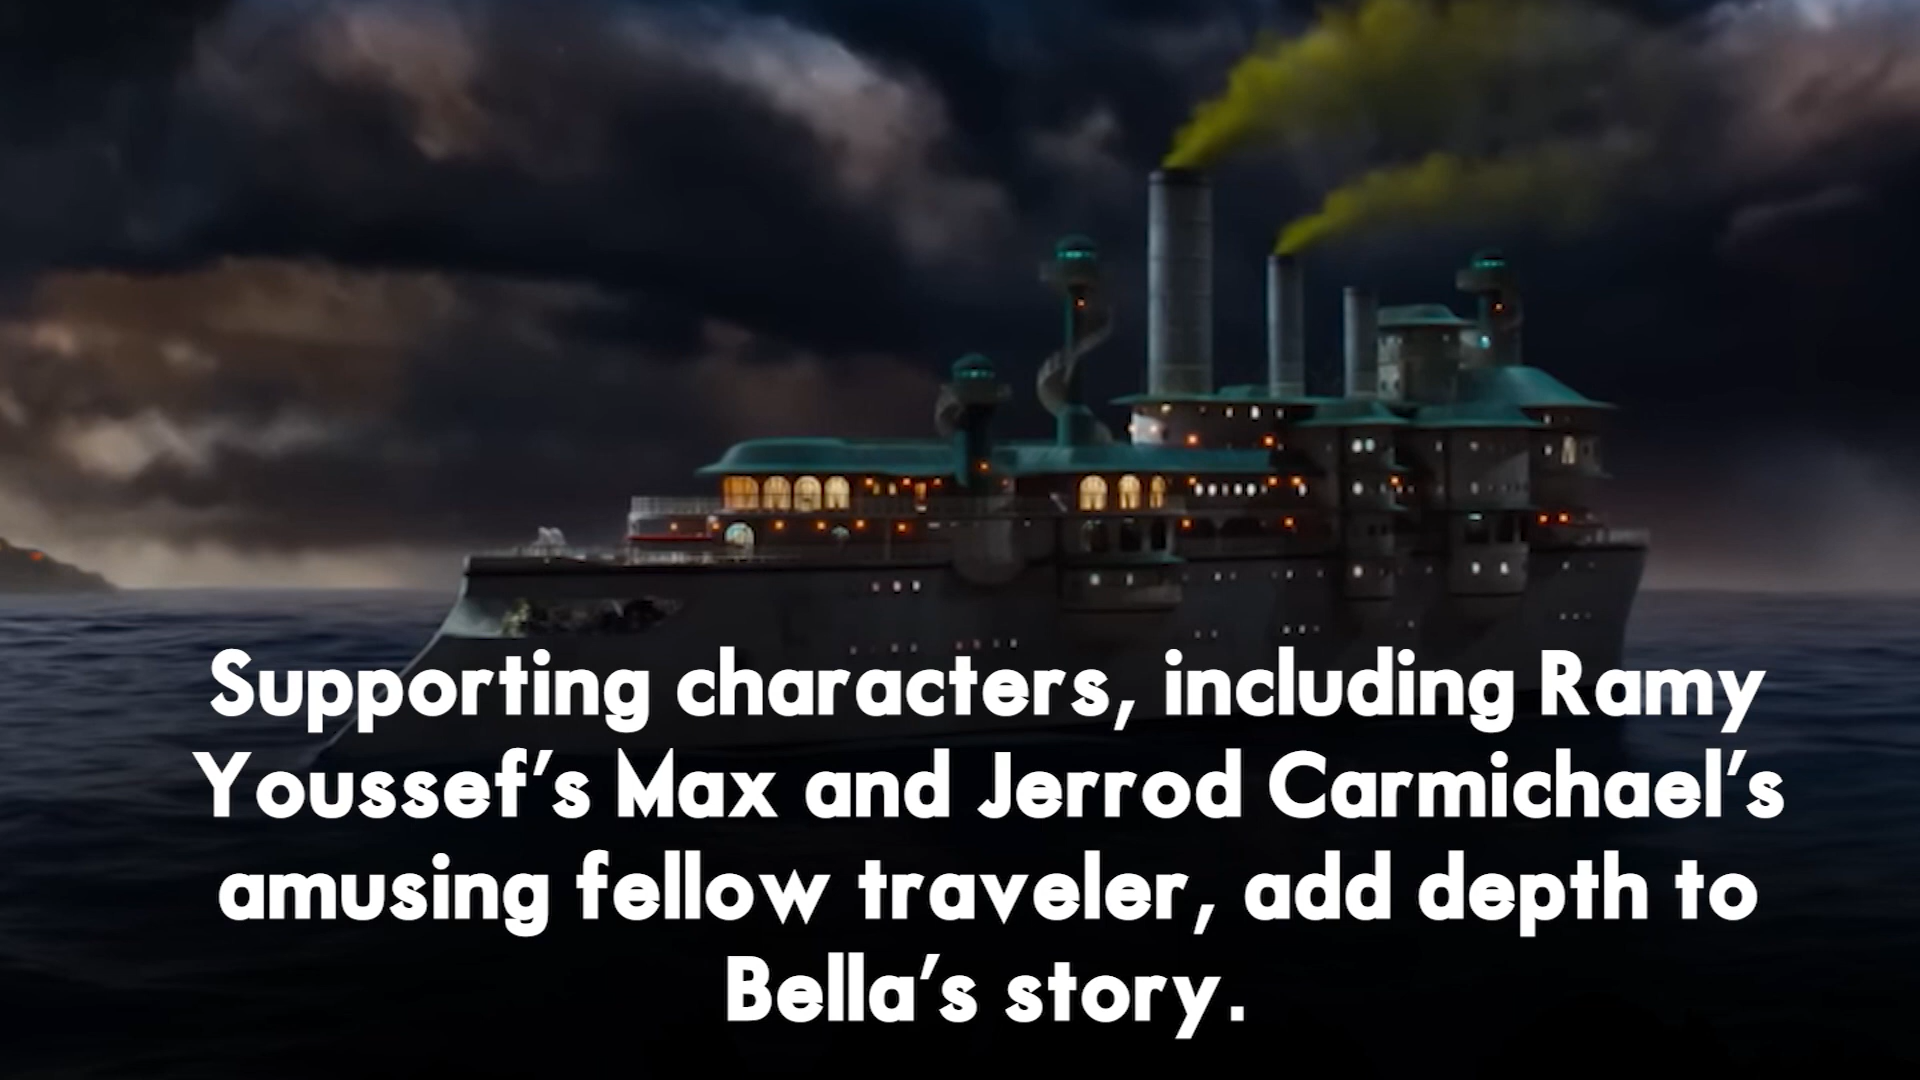 Supporting characters, including Ramy
Youssef's Max and Jerrod Carmichael's
amusing fellow traveler, add depth to
Bella's story.